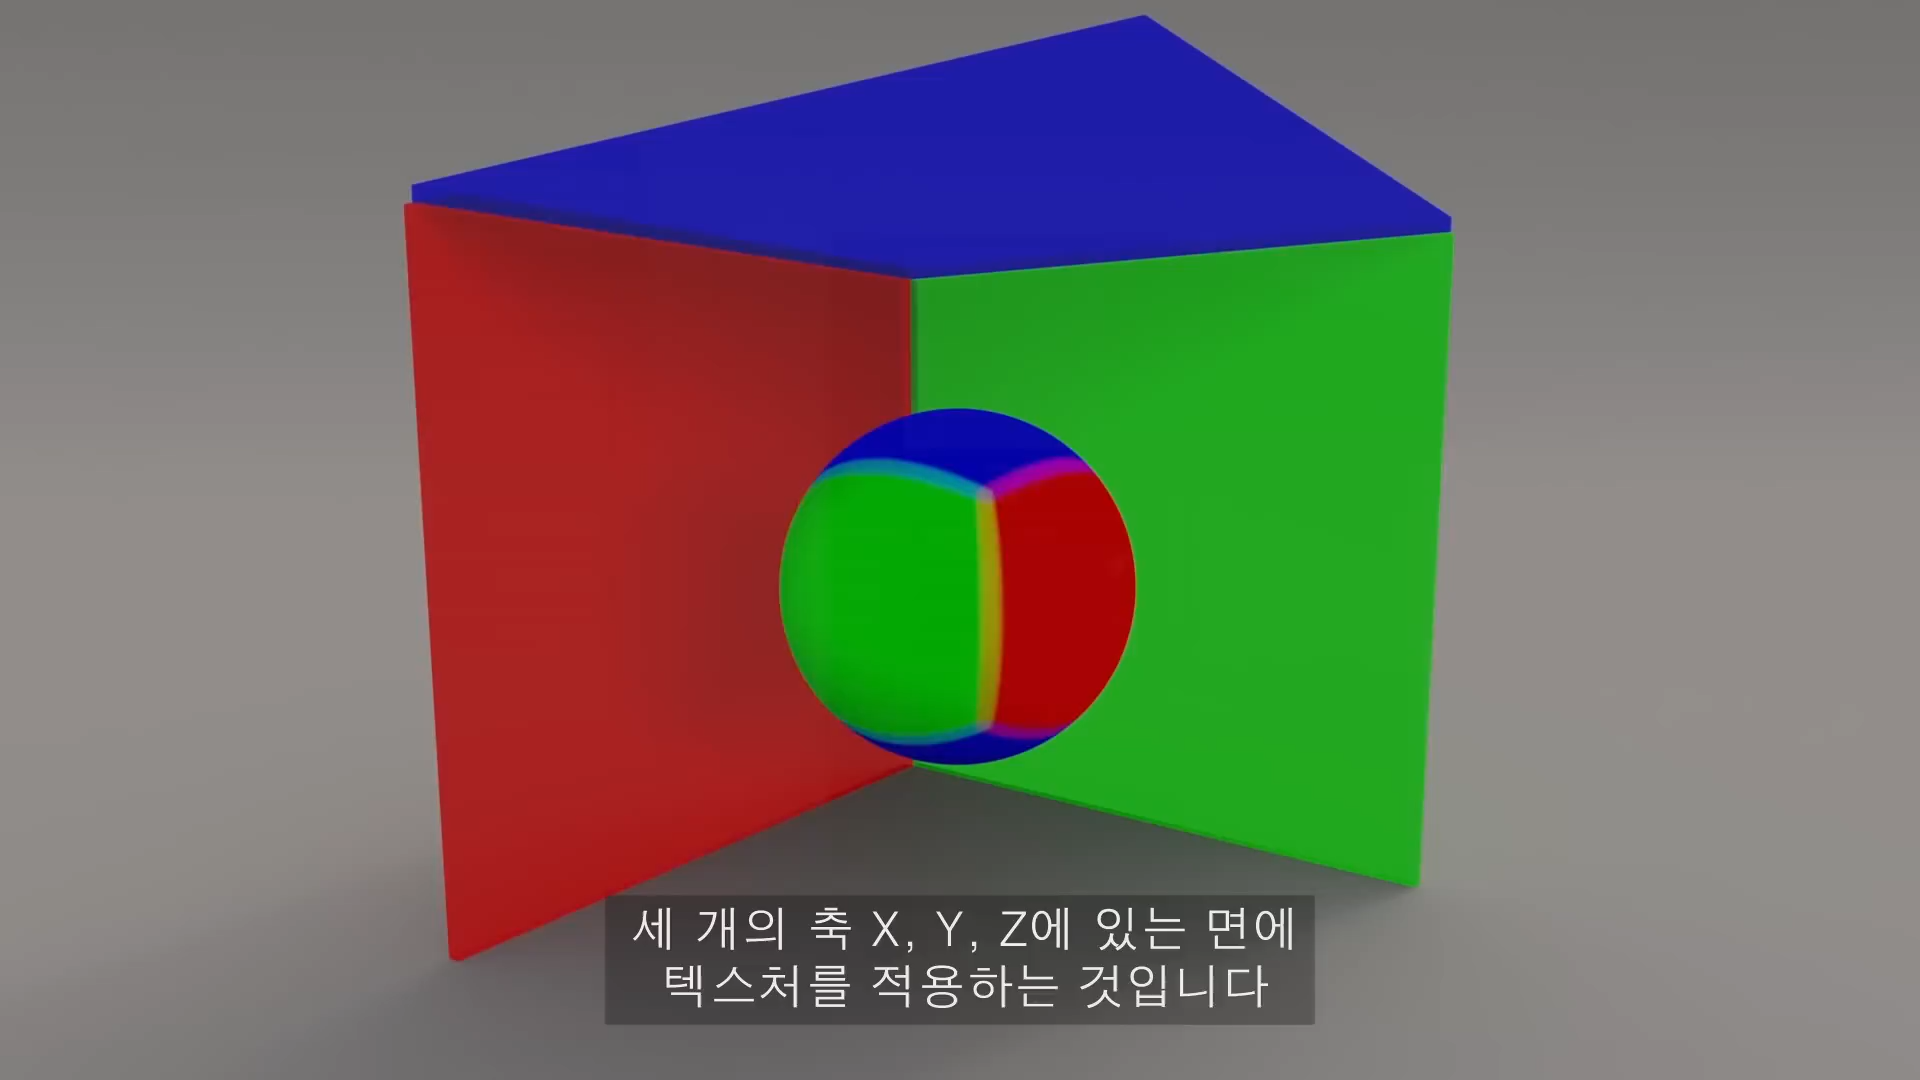 세 개의 축 X, Y, Z에 있는 면에
텍스처를 적용하는 것입니다